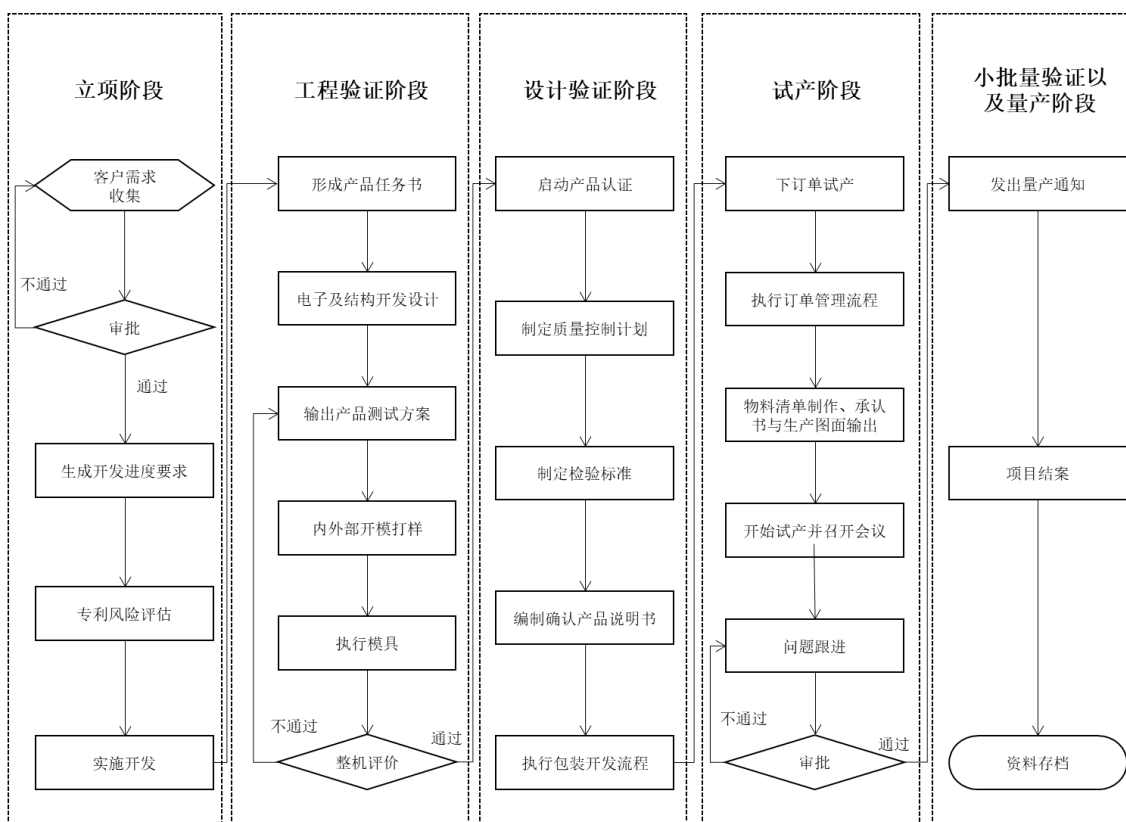 立项阶段
客户需求
收集
不通过
审批
通过
生成开发进度要求
专利风险评估
实施开发
工程验证阶段
形成产品任务书
电子及结构开发设计
输出产品测试方案
内外部开模打样
执行模具
不通过
整机评价
通过
设计验证阶段
启动产品认证
制定质量控制计划
制定检验标准
编制确认产品说明书
执行包装开发流程
试产阶段
下订单试产
执行订单管理流程
物料清单制作、承认
书与生产图面输出
开始试产并召开会议
问题跟进
不通过
审批
通过
小批量验证以
及量产阶段
发出量产通知
项目结案
资料存档